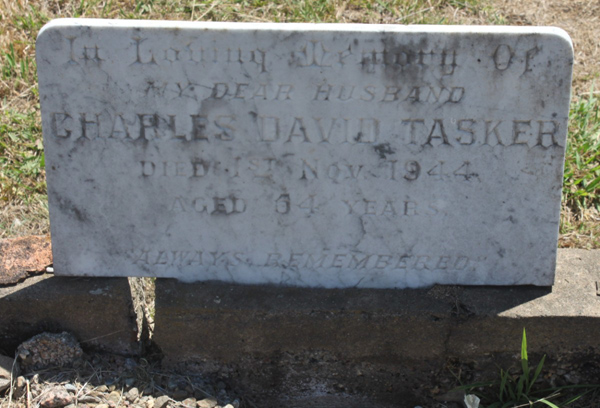 In Loving Memory Of
MY DEAR HUSBAND
CHARLES DAVID TASKER
DIED 1ST NOV. 1944
AGED 64 YEARS
ALWAYS REMEMBERED